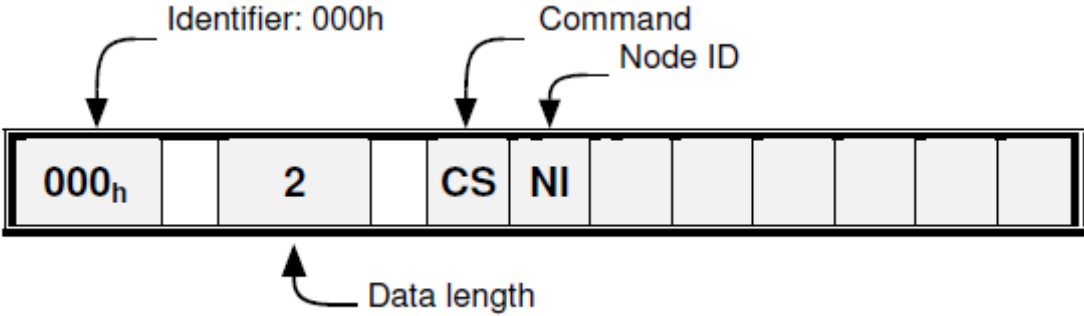 Identifier: 000h
Command
Node ID
000h
2
CS
NI
Data length